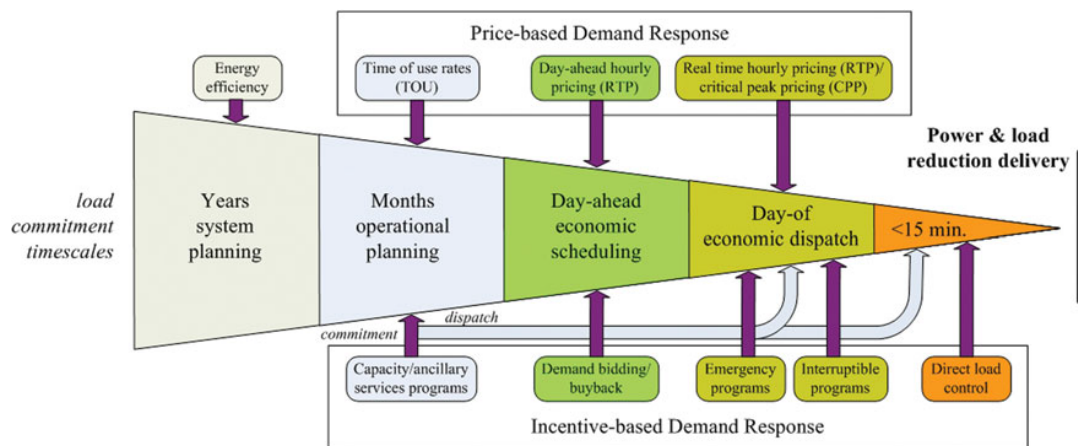 Price-based Demand Response
Energy
efficiency
Time of use rates
(TOU)
Day-ahead hourly
pricing (RTP)
Real time hourly pricing (RTP)/
critical peak pricing (CPP)
Power & load
reduction delivery
load
commitment
timescales
Years
system
planning
Months
operational
planning
Day-ahead
economic
scheduling
Day-of
economic dispatch
<15 min.
commitment
dispatch
Capacity/ancillary
services programs
Demand bidding/
buyback
Emergency
programs
Interruptible
programs
Direct load
control
Incentive-based Demand Response